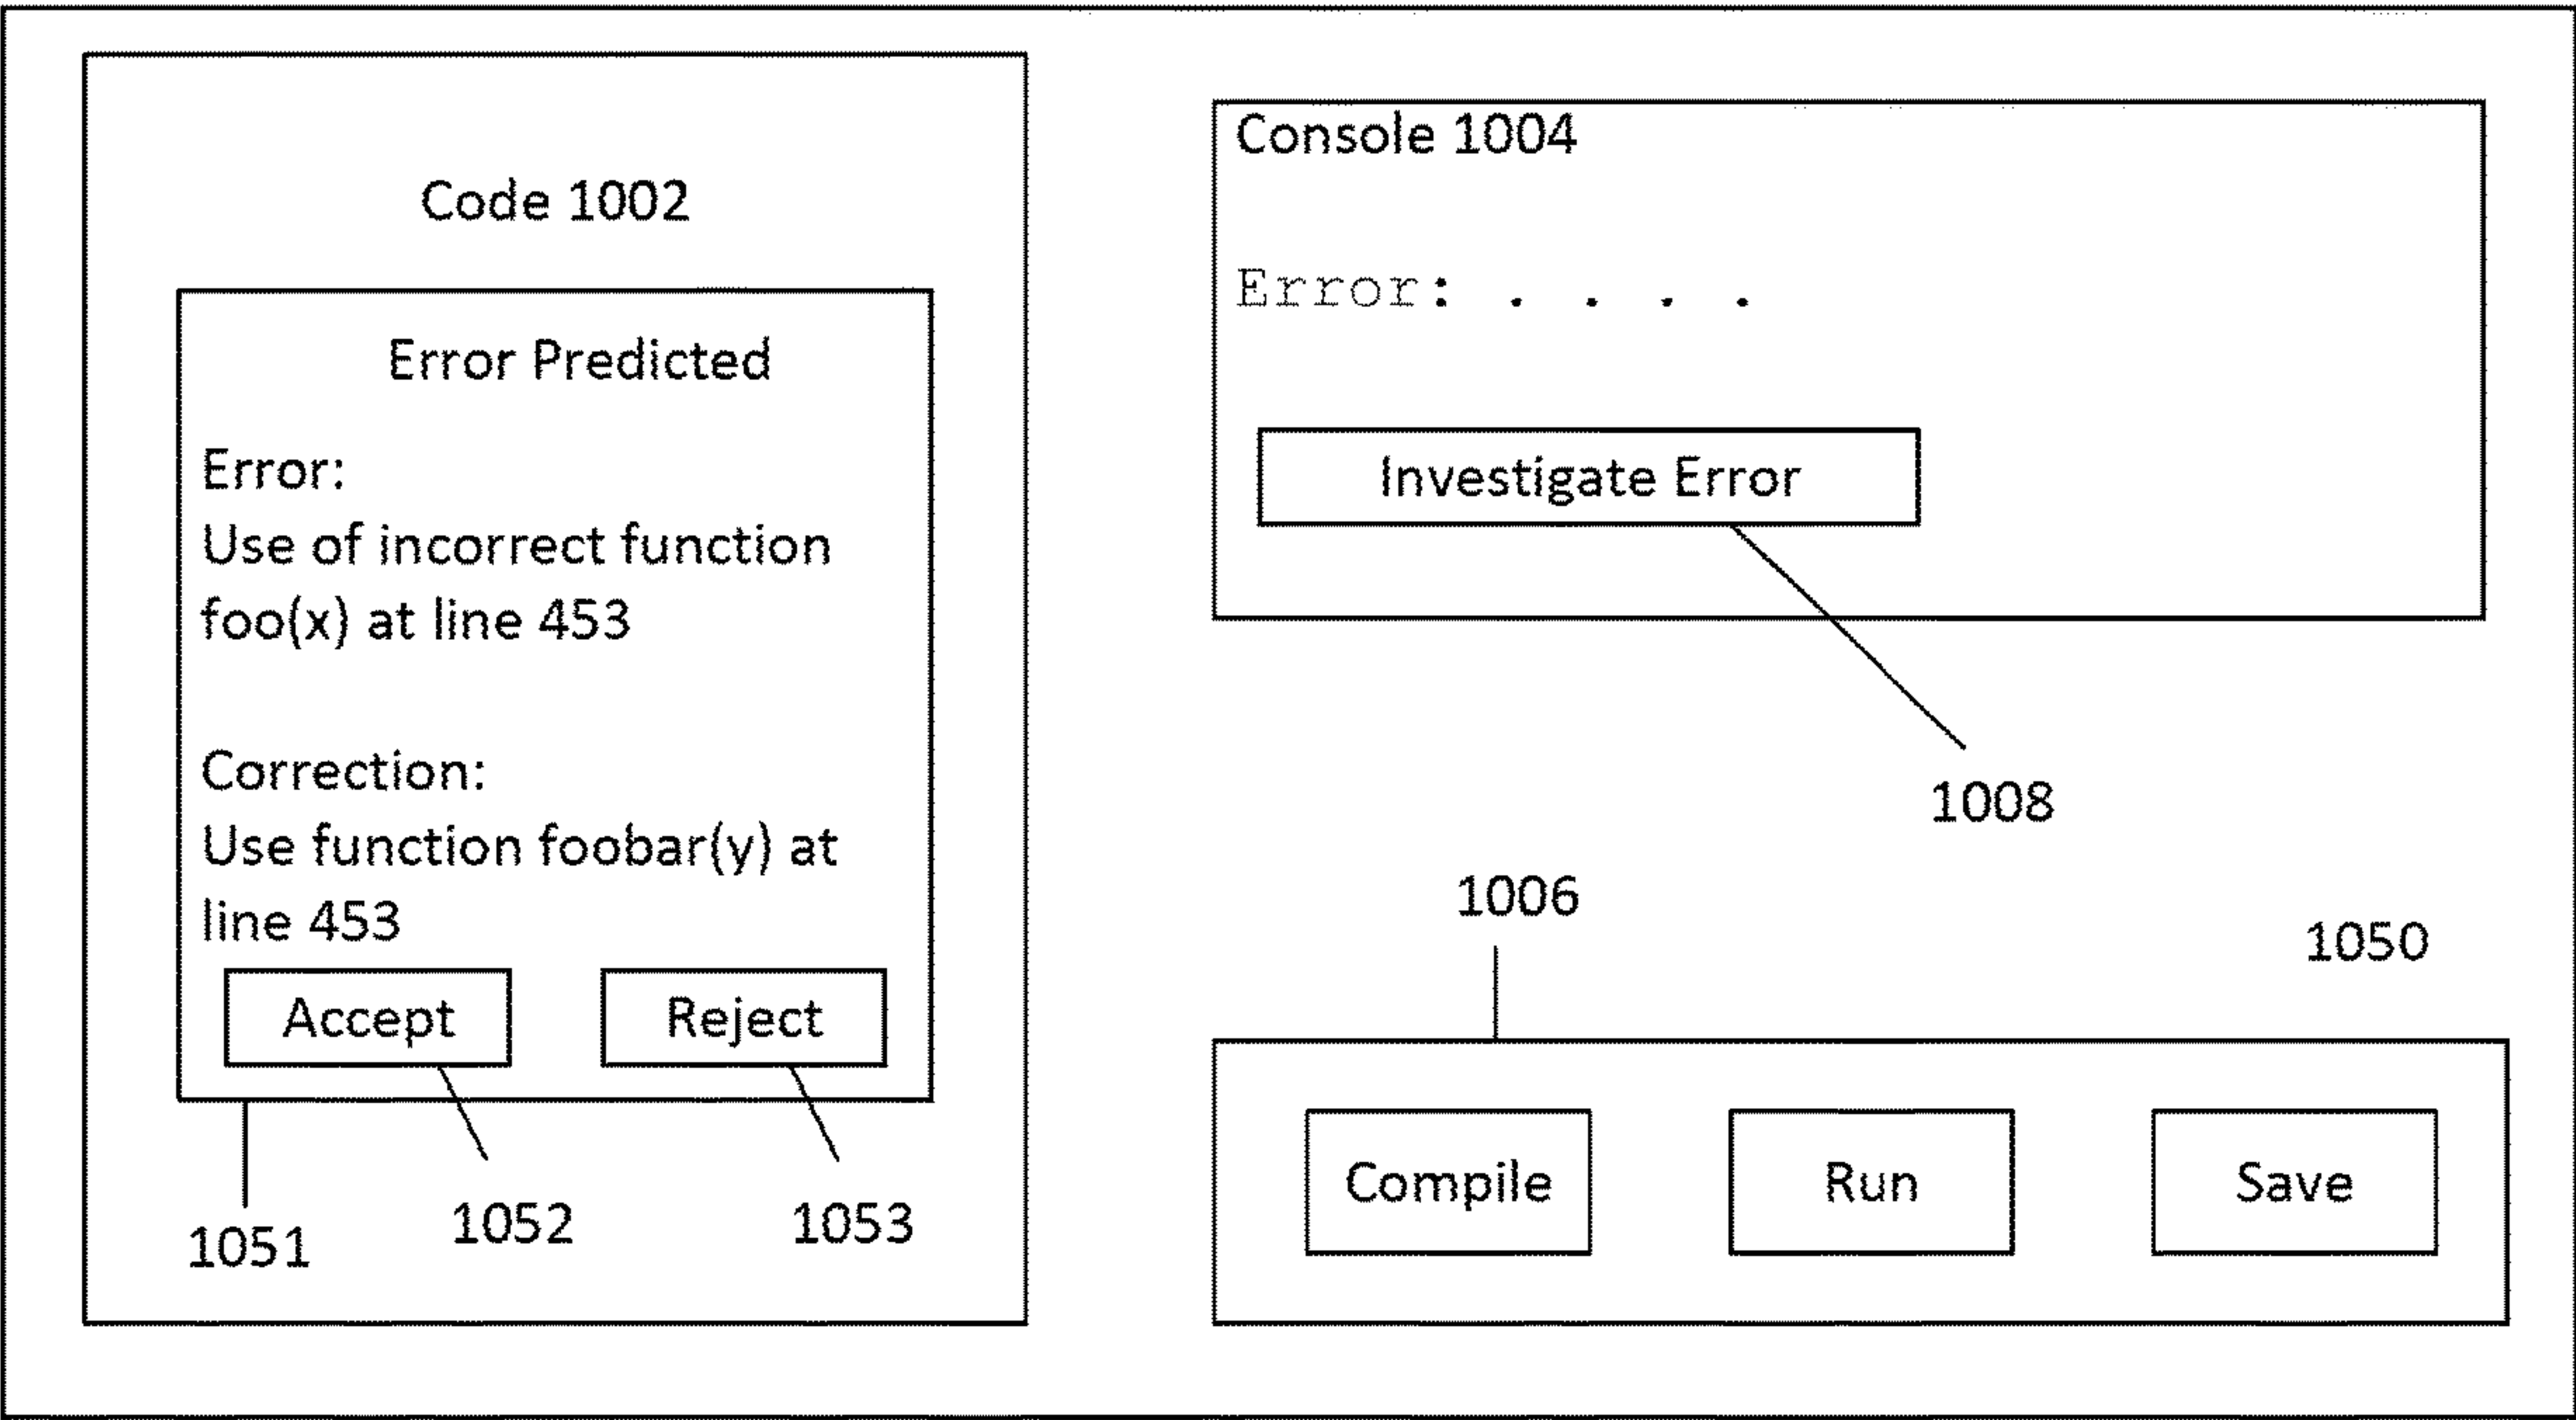 Code 1002
Error Predicted
Error:
Use of incorrect function
foo(x) at line 453
Correction:
Use function foobar(y) at
line 453
Accept
Reject
1051
1052
1053
Console 1004
Error: . . . .
Investigate Error
1008
1006
1050
Compile
Run
Save